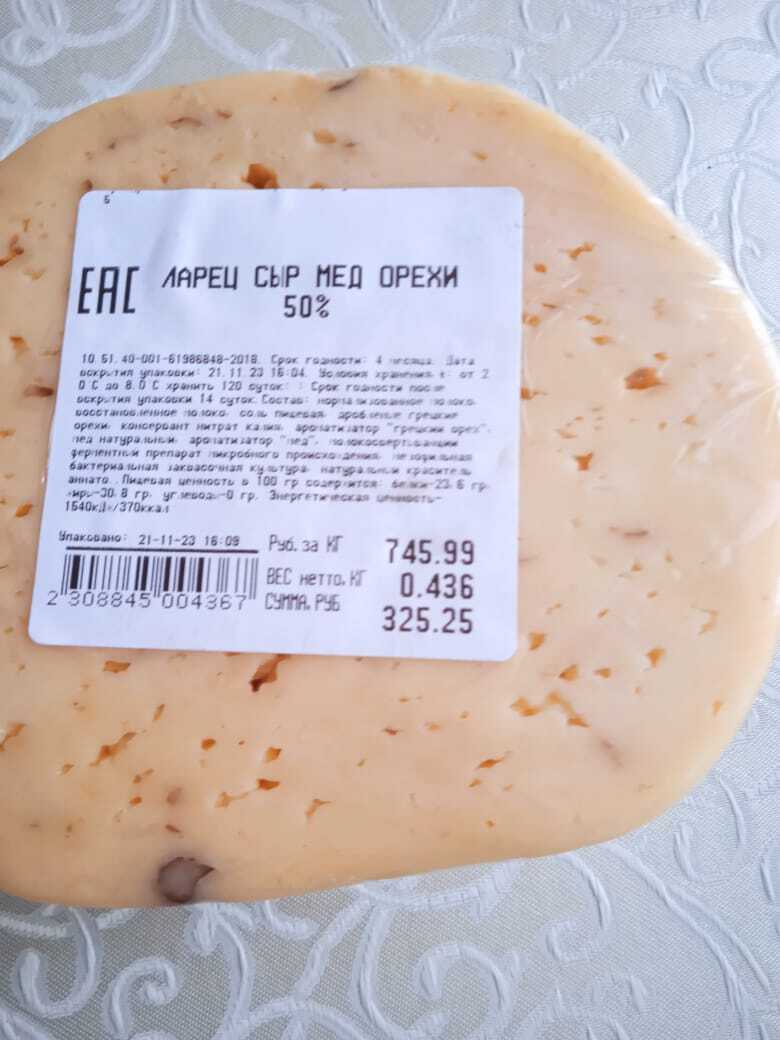 ЕАС
ЛАРЕЦ СЫР МЕД ОРЕХИ
50%
10.51.40-001-61986848-2018. Срок годности: 4 месяца. Дата
вскрытия упаковки: 21.11.23 16:04. Условия хранения t: от 2.
0 С до 8.0 С хранить 120 суток: : Срок годности после
вскрытия упаковки 14 суток. Состав: нормализованное молоко,
восстановленное молоко, соль пищевая, дробленые грецкие
орехи, консервант нитрат калия, ароматизатор "грецкий орех",
мед натуральный, ароматизатор "мед", молокосвертывающий
ферментный препарат микробного происхождения, мезофильная
бактериальная заквасочная культура, натуральный краситель
аннато. Пищевая ценность в 100 гр содержится: белки-23,6 гр,
жиры-30,8 гр, углеводы-0 гр. Энергетическая ценность-
1540кДж/370ккал
Упаковано: 21-11-23 16:09
Руб. за КГ 745.99
ВЕС нетто, КГ 0.436
СУММА, РУБ 325.25
2 308845 004367